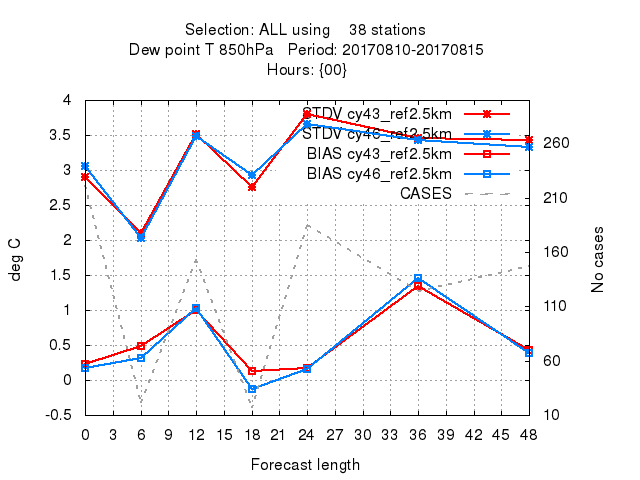 Selection: ALL using    38 stations
Dew point T 850hPa   Period: 20170810-20170815
Hours: {00}
STDV cy43_ref2.5km
STDV cy46_ref2.5km
BIAS cy43_ref2.5km
BIAS cy46_ref2.5km
CASES
4
3.5
3
2.5
2
1.5
1
0.5
0
-0.5
deg C
260
210
160
110
60
10
No cases
0 3 6 9 12 15 18 21 24 27 30 33 36 39 42 45 48
Forecast length